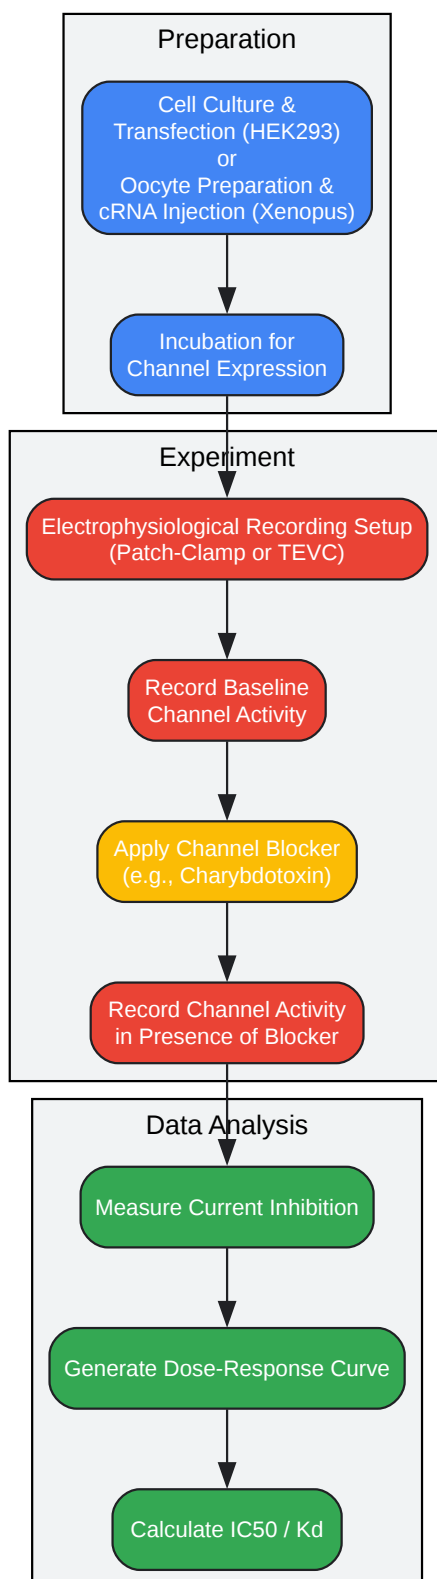 Preparation
Cell Culture &
Transfection (HEK293)
or
Oocyte Preparation &
cRNA Injection (Xenopus)
Incubation for
Channel Expression
Experiment
Electrophysiological Recording Setup
(Patch-Clamp or TEVC)
Record Baseline
Channel Activity
Apply Channel Blocker
(e.g., Charybdotoxin)
Record Channel Activity
in Presence of Blocker
Data Analysis
Measure Current Inhibition
Generate Dose-Response Curve
Calculate IC50 / Kd